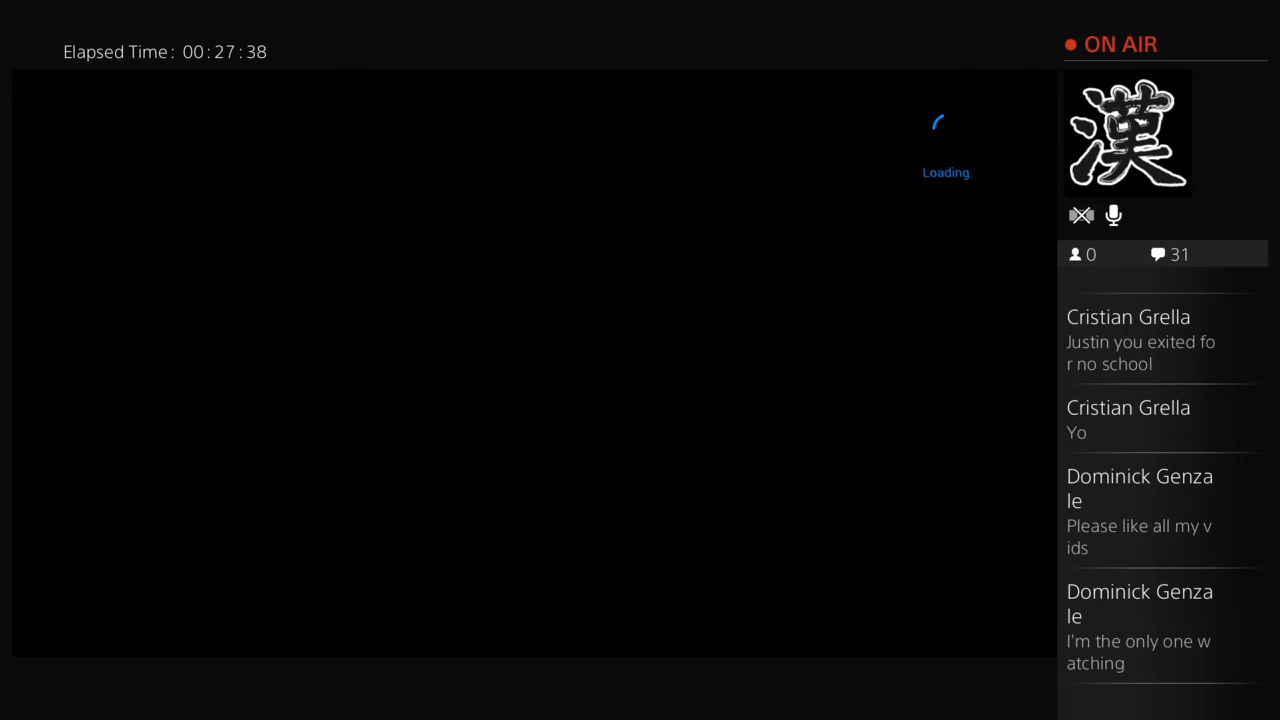 Elapsed Time: 00:27:38
ON AIR
Loading
漢
0 31
Cristian Grella
Justin you exited fo
r no school
Cristian Grella
Yo
Dominick Genza
le
Please like all my v
ids
Dominick Genza
le
I'm the only one w
atching